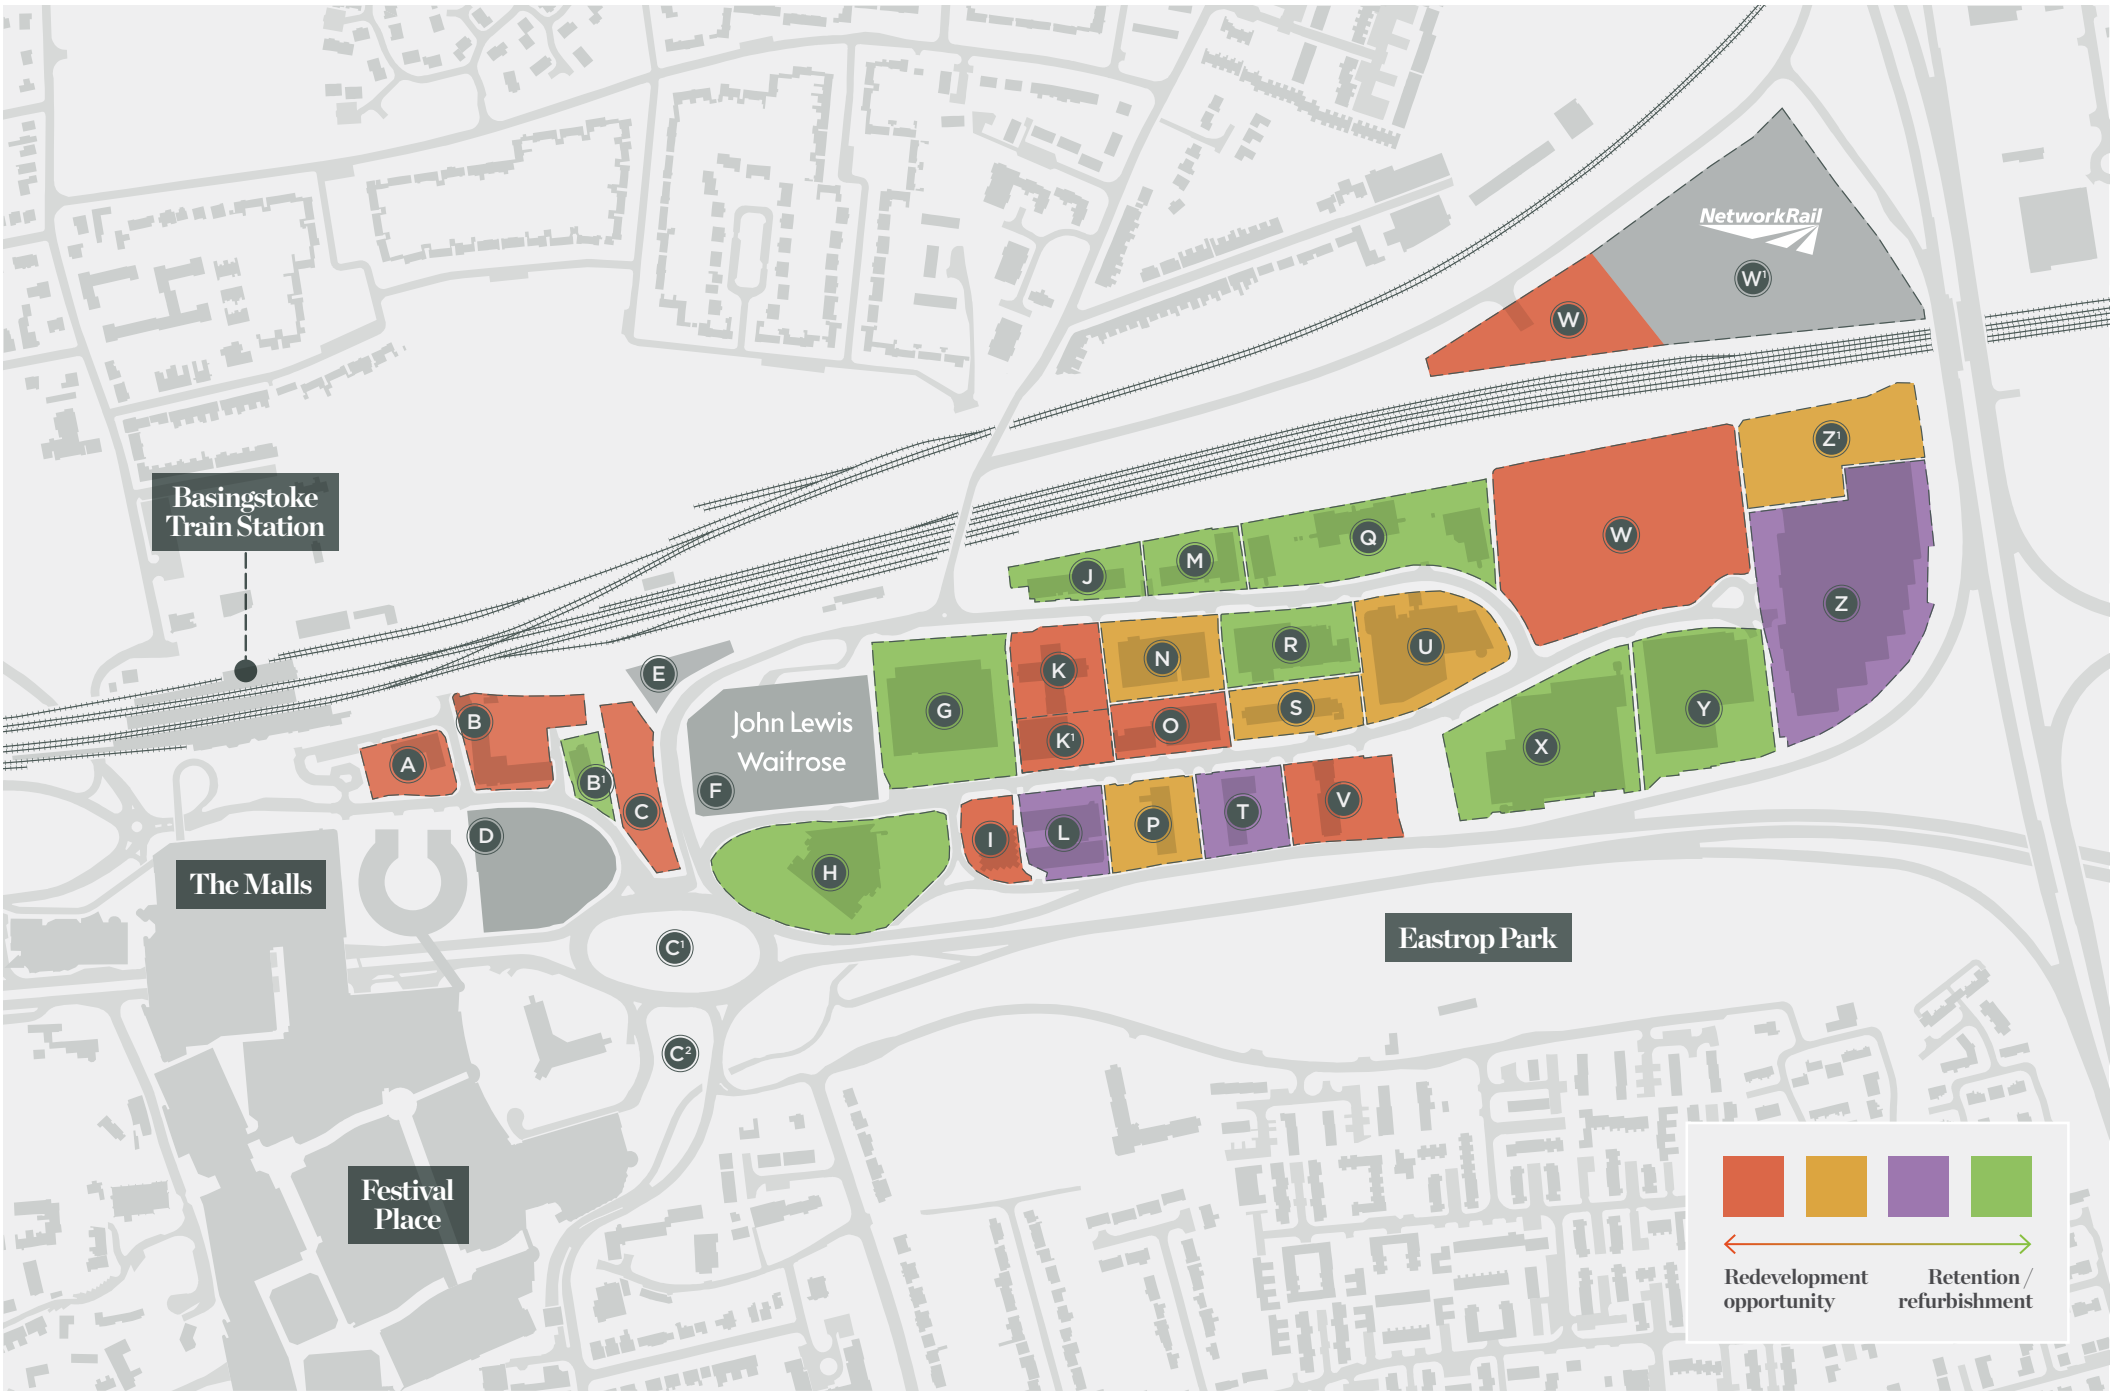 NetworkRail
W¹
W
Z¹
Basingstoke
Train Station
Q
W
M
J
Z
E
R
U
N
K
S
Y
G
B
John Lewis
Waitrose
O
K¹
X
A
B¹
F
C
V
T
P
L
D
I
H
The Malls
C¹
Eastrop Park
C²
Festival
Place
Redevelopment
opportunity
Retention /
refurbishment